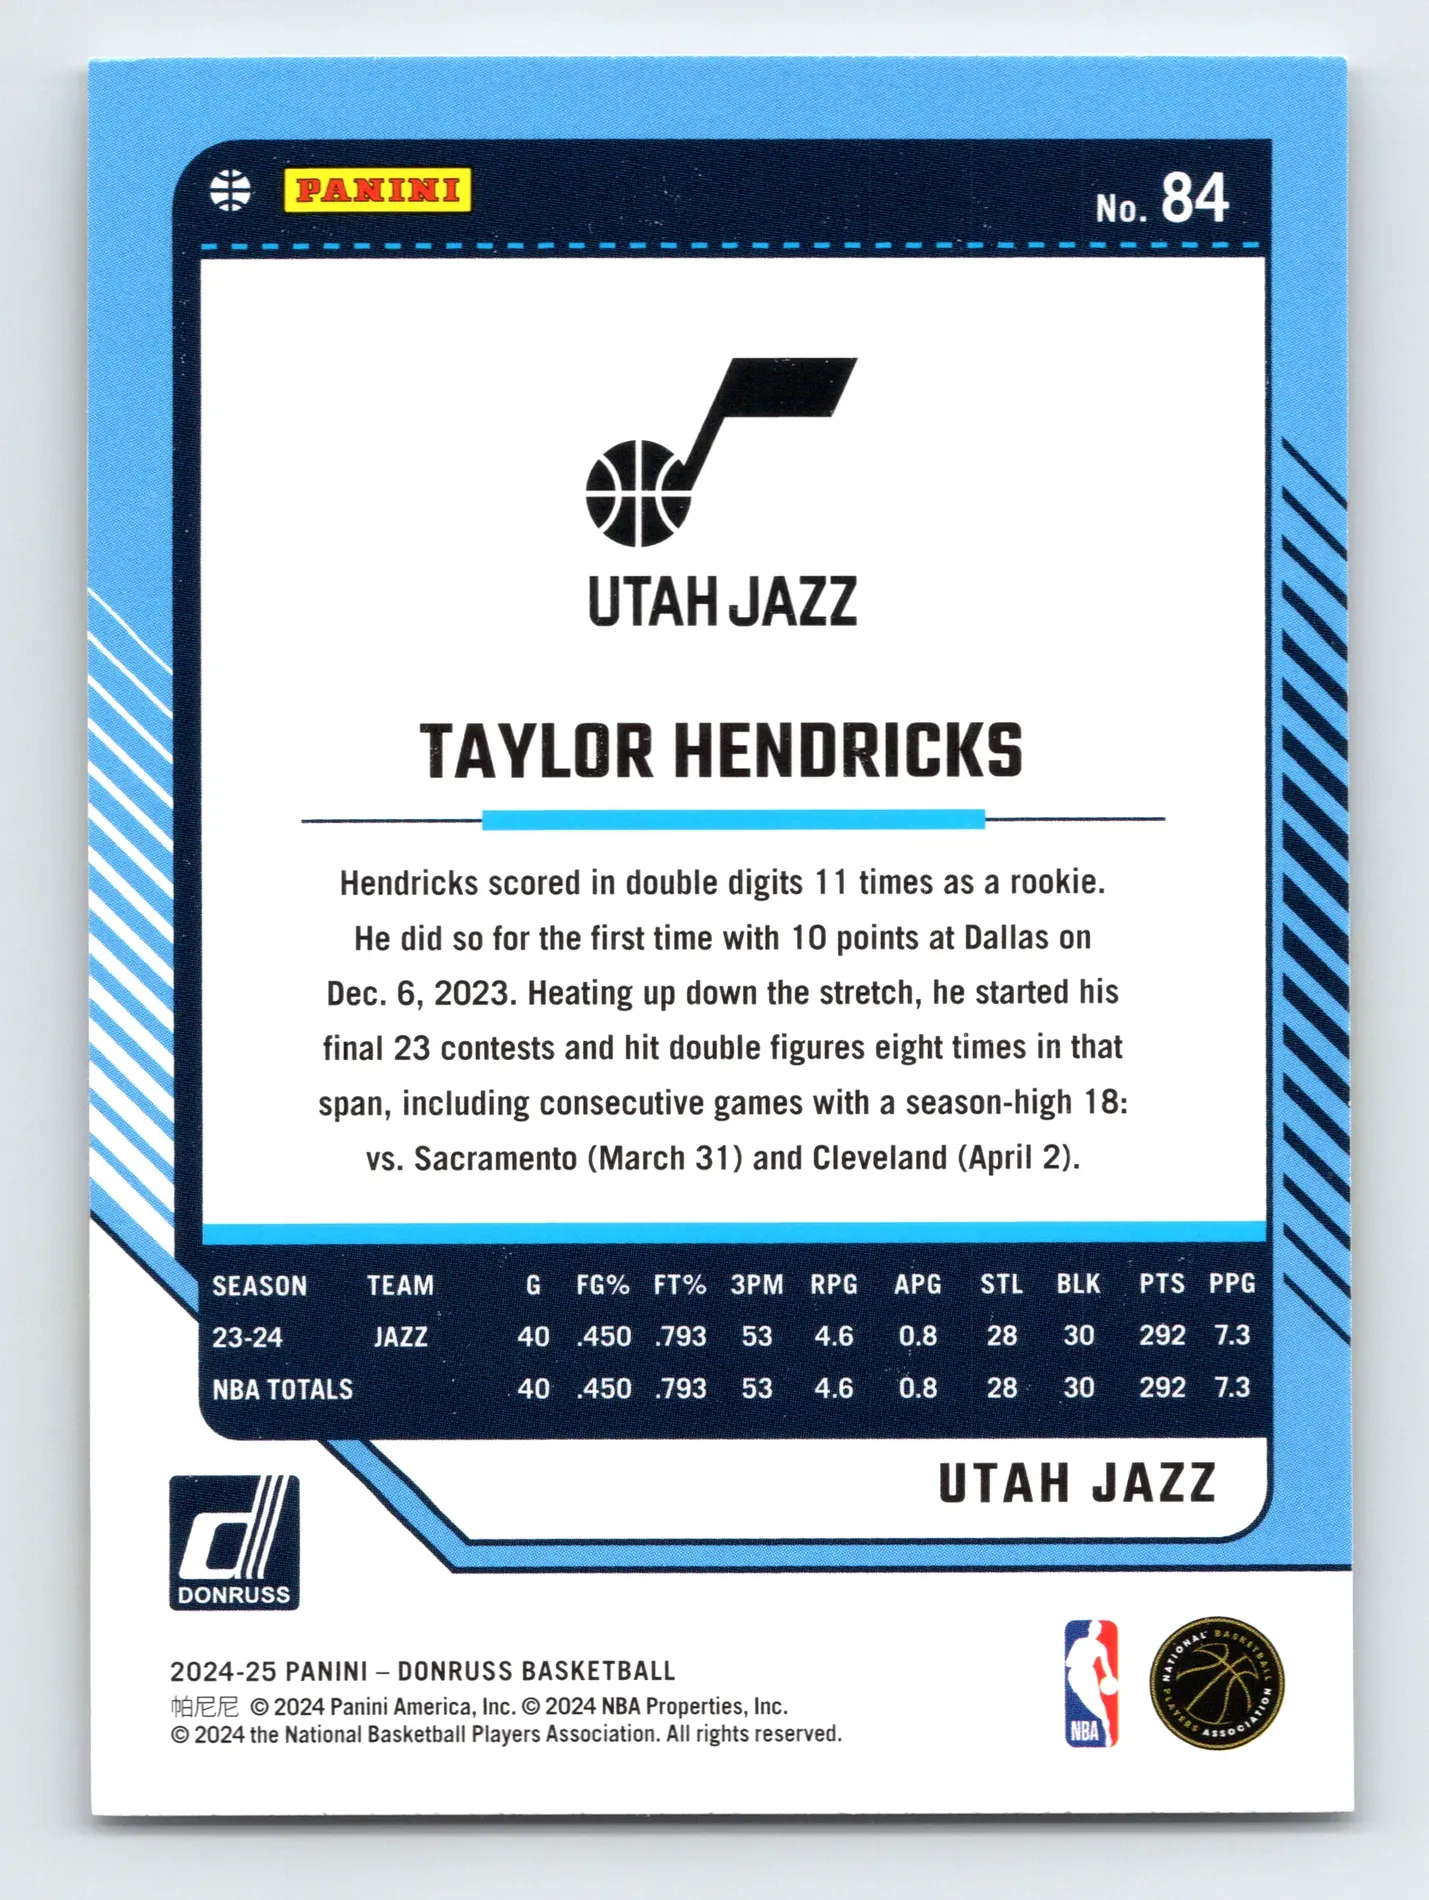 PANINI
No. 84
UTAH JAZZ
TAYLOR HENDRICKS
Hendricks scored in double digits 11 times as a rookie.
He did so for the first time with 10 points at Dallas on
Dec. 6, 2023. Heating up down the stretch, he started his
final 23 contests and hit double figures eight times in that
span, including consecutive games with a season-high 18:
vs. Sacramento (March 31) and Cleveland (April 2).
SEASON TEAM G FG% FT% 3PM RPG APG STL BLK PTS PPG
23-24 JAZZ 40 .450 .793 53 4.6 0.8 28 30 292 7.3
NBA TOTALS 40 .450 .793 53 4.6 0.8 28 30 292 7.3
UTAH JAZZ
DONRUSS
2024-25 PANINI – DONRUSS BASKETBALL
帕尼尼 © 2024 Panini America, Inc. © 2024 NBA Properties, Inc.
© 2024 the National Basketball Players Association. All rights reserved.
NBA
NATIONAL BASKETBALL PLAYERS ASSOCIATION